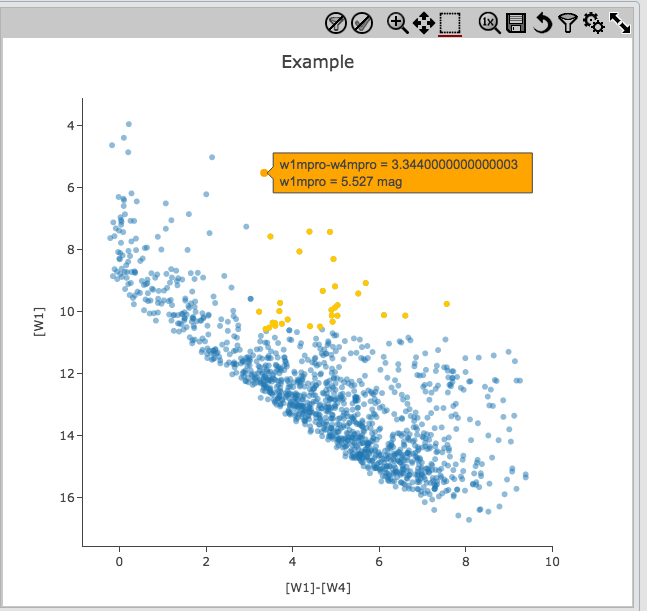 1x
Example
w1mpro-w4mpro = 3.3440000000000003
w1mpro = 5.527 mag
4
6
8
10
12
14
16
[W1]
0
2
4
6
8
10
[W1]-[W4]